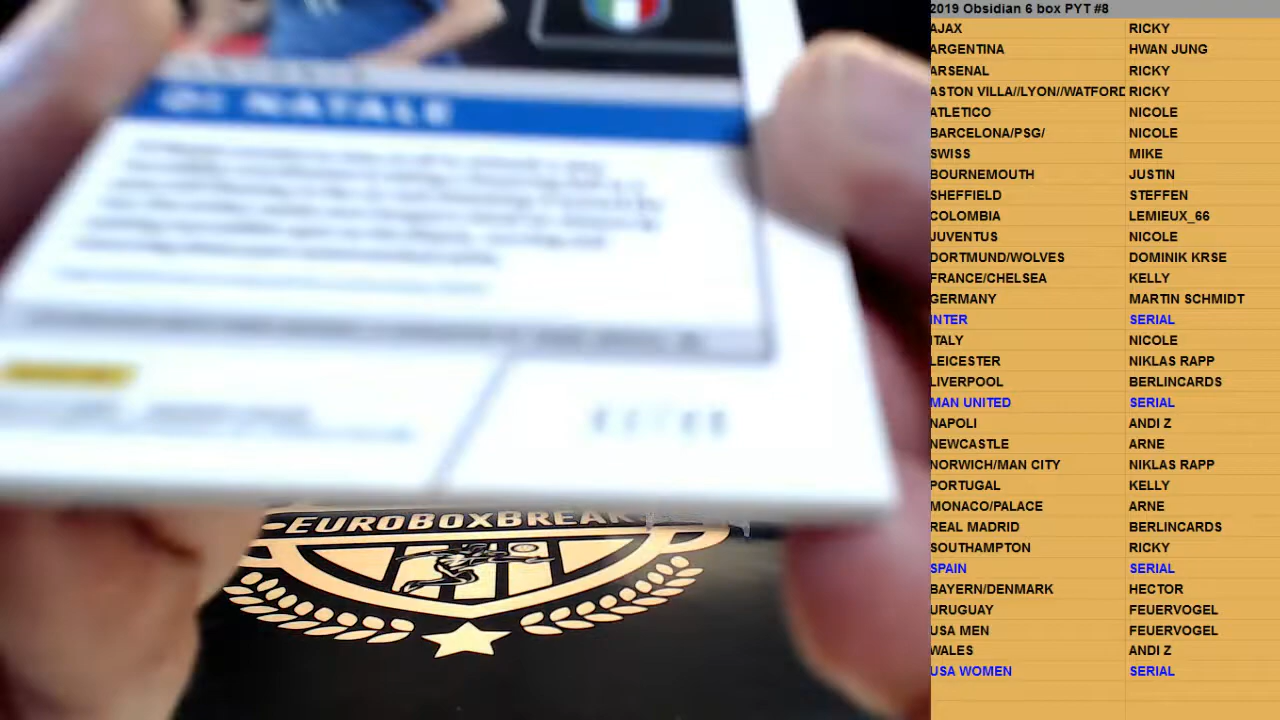 DI NATALE
EUROBOXBREAK
2019 Obsidian 6 box PYT #8
AJAX RICKY
ARGENTINA HWAN JUNG
ARSENAL RICKY
ASTON VILLA//LYON//WATFORD RICKY
ATLETICO NICOLE
BARCELONA/PSG/ NICOLE
SWISS MIKE
BOURNEMOUTH JUSTIN
SHEFFIELD STEFFEN
COLOMBIA LEMIEUX_66
JUVENTUS NICOLE
DORTMUND/WOLVES DOMINIK KRSE
FRANCE/CHELSEA KELLY
GERMANY MARTIN SCHMIDT
INTER SERIAL
ITALY NICOLE
LEICESTER NIKLAS RAPP
LIVERPOOL BERLINCARDS
MAN UNITED SERIAL
NAPOLI ANDI Z
NEWCASTLE ARNE
NORWICH/MAN CITY NIKLAS RAPP
PORTUGAL KELLY
MONACO/PALACE ARNE
REAL MADRID BERLINCARDS
SOUTHAMPTON RICKY
SPAIN SERIAL
BAYERN/DENMARK HECTOR
URUGUAY FEUERVOGEL
USA MEN FEUERVOGEL
WALES ANDI Z
USA WOMEN SERIAL